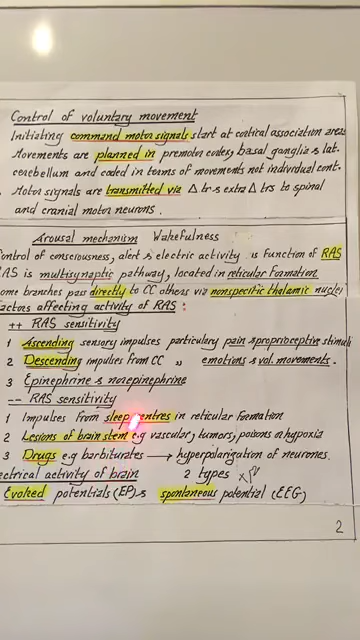 Control of voluntary movement
Initiating command motor signals start at cortical association areas
Movements are planned in premotor cortex, basal ganglia & lat.
cerebellum and coded in terms of movements not individual cont.
Motor signals are transmitted via Δ tr & extra Δ trs to spinal
and cranial motor neurons.
Arousal mechanism Wakefulness
ontrol of consciousness, alert & electric activity is function of RAS
AS is multisynaptic pathway, located in reticular formation
ome branches pass directly to CC others via nonspecific thalamic nuclei
actors affecting activity of RAS:
++ RAS sensitivity
1 Ascending sensory impulses particularly pain & proprioceptive stimuli
2 Descending impulses from CC " emotions & vol. movements.
3 Epinephrine & norepinephrine
-- RAS sensitivity
1 Impulses from sleep centres in reticular formation
2 Lesions of brain stem e.g vascular, tumors, poisons or hypoxia
3 Drugs e.g barbiturates → hyperpolarization of neurones.
ectrical activity of brain 2 types
Evoked potentials (EP) & spontaneous potential (EEG)
2